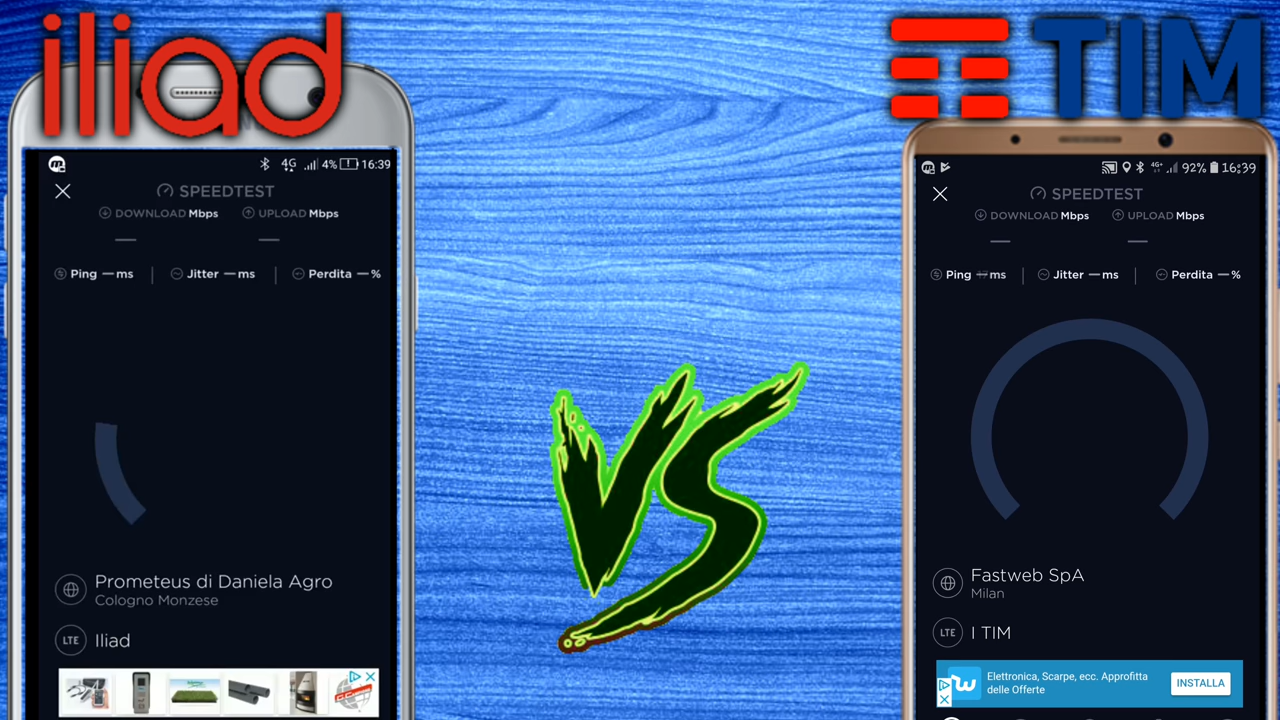 iliad
TIM
4G 4% 16:39
SPEEDTEST
DOWNLOAD Mbps UPLOAD Mbps
— —
Ping — ms Jitter — ms Perdita — %
Prometeus di Daniela Agro
Cologno Monzese
LTE Iliad
VS
4G+ 92% 16:39
SPEEDTEST
DOWNLOAD Mbps UPLOAD Mbps
— —
Ping ms Jitter — ms Perdita — %
Fastweb SpA
Milan
LTE I TIM
Elettronica, Scarpe, ecc. Approfitta
delle Offerte
INSTALLA